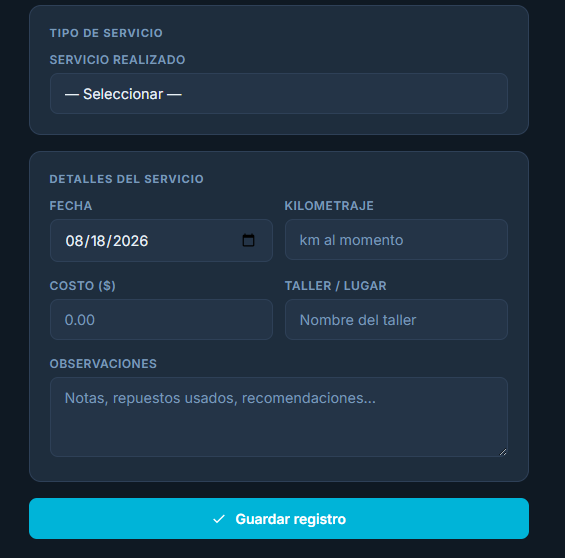 TIPO DE SERVICIO
SERVICIO REALIZADO
— Seleccionar —
DETALLES DEL SERVICIO
FECHA
KILOMETRAJE
08/18/2026
km al momento
COSTO ($)
TALLER / LUGAR
0.00
Nombre del taller
OBSERVACIONES
Notas, repuestos usados, recomendaciones...
✓ Guardar registro